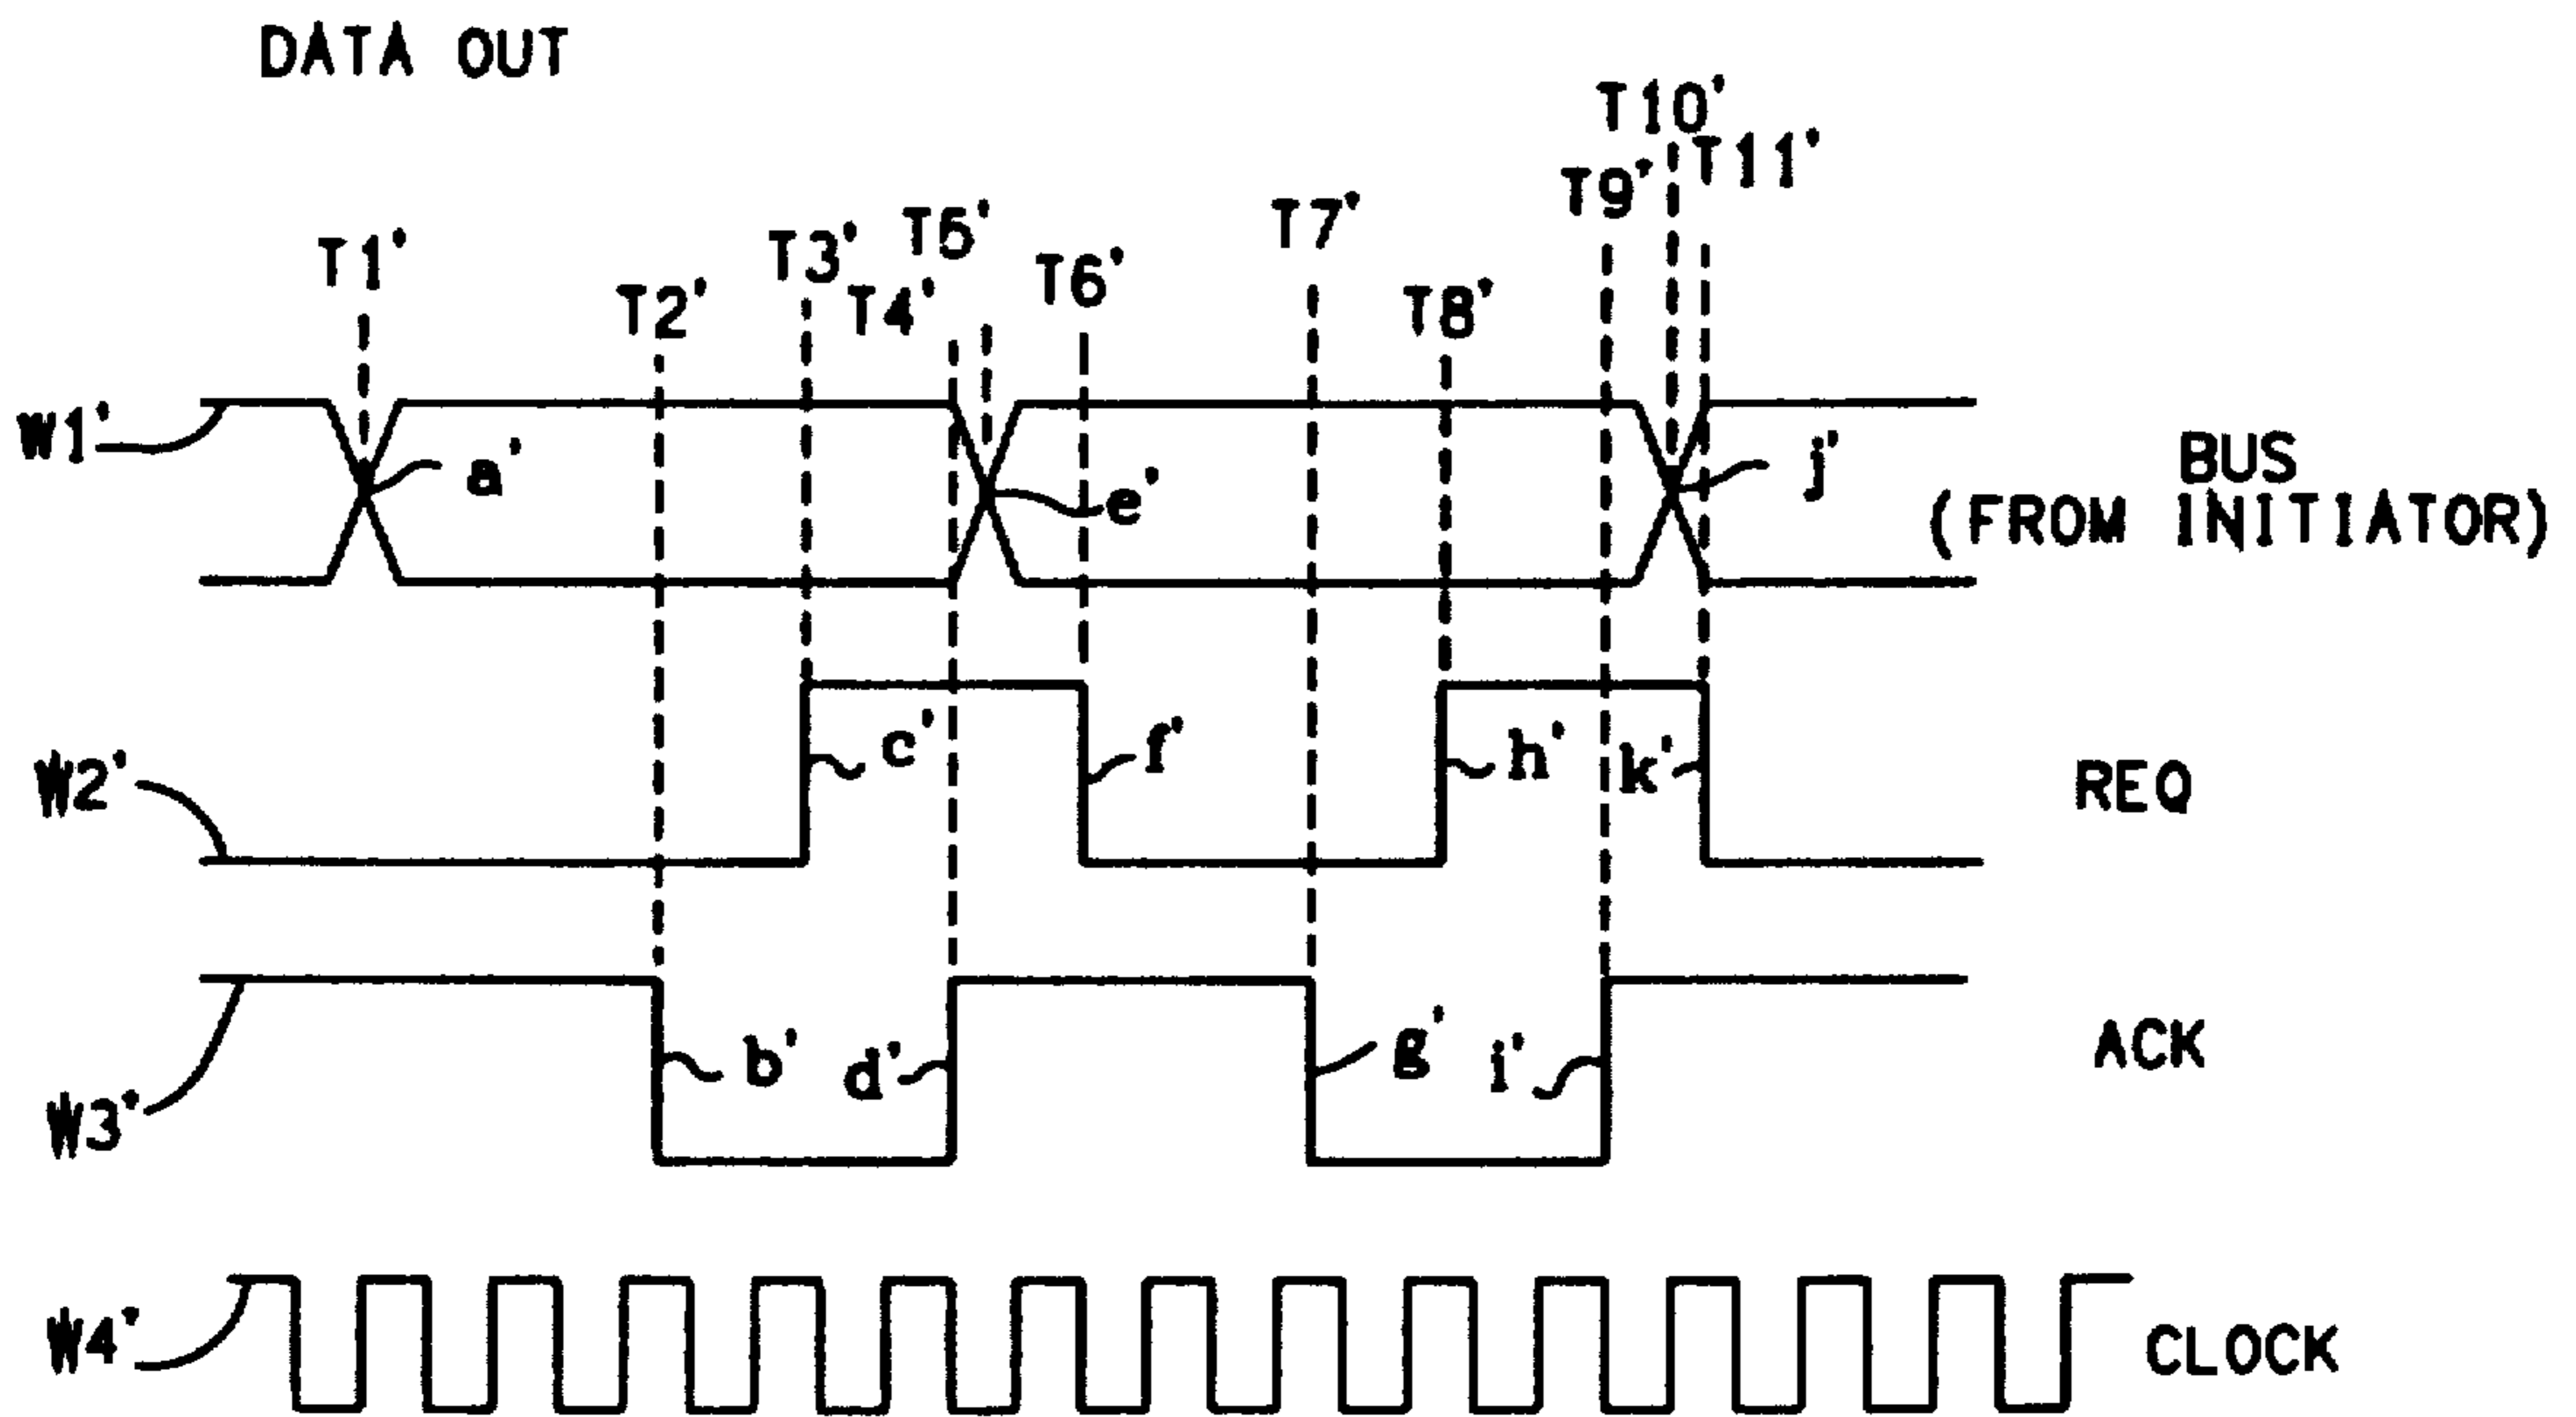 DATA OUT
T10'
T11'
T9'
T7'
T5'
T3'
T1'
T6'
T2'
T4'
T8'
W1'
a'
e'
j'
BUS
(FROM INITIATOR)
c'
f'
h'
k'
W2'
REQ
b'
d'
g'
i'
ACK
W3'
W4'
CLOCK